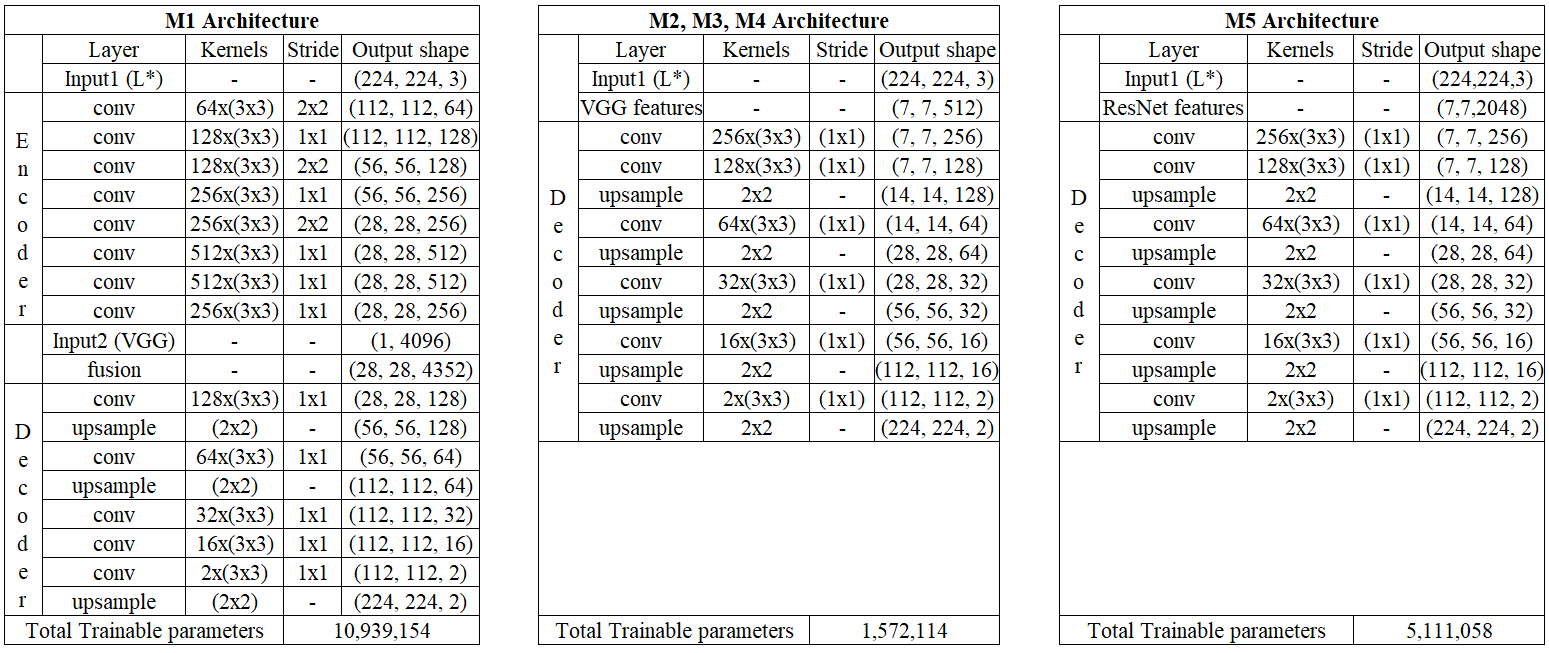 M1 Architecture
Layer Kernels Stride Output shape
Input1 (L*) - - (224, 224, 3)
Encoder
conv 64x(3x3) 2x2 (112, 112, 64)
conv 128x(3x3) 1x1 (112, 112, 128)
conv 128x(3x3) 2x2 (56, 56, 128)
conv 256x(3x3) 1x1 (56, 56, 256)
conv 256x(3x3) 2x2 (28, 28, 256)
conv 512x(3x3) 1x1 (28, 28, 512)
conv 512x(3x3) 1x1 (28, 28, 512)
conv 256x(3x3) 1x1 (28, 28, 256)
Input2 (VGG) - - (1, 4096)
fusion - - (28, 28, 4352)
Decoder
conv 128x(3x3) 1x1 (28, 28, 128)
upsample (2x2) - (56, 56, 128)
conv 64x(3x3) 1x1 (56, 56, 64)
upsample (2x2) - (112, 112, 64)
conv 32x(3x3) 1x1 (112, 112, 32)
conv 16x(3x3) 1x1 (112, 112, 16)
conv 2x(3x3) 1x1 (112, 112, 2)
upsample (2x2) - (224, 224, 2)
Total Trainable parameters 10,939,154
M2, M3, M4 Architecture
Layer Kernels Stride Output shape
Input1 (L*) - - (224, 224, 3)
VGG features - - (7, 7, 512)
Decoder
conv 256x(3x3) (1x1) (7, 7, 256)
conv 128x(3x3) (1x1) (7, 7, 128)
upsample 2x2 - (14, 14, 128)
conv 64x(3x3) (1x1) (14, 14, 64)
upsample 2x2 - (28, 28, 64)
conv 32x(3x3) (1x1) (28, 28, 32)
upsample 2x2 - (56, 56, 32)
conv 16x(3x3) (1x1) (56, 56, 16)
upsample 2x2 - (112, 112, 16)
conv 2x(3x3) (1x1) (112, 112, 2)
upsample 2x2 - (224, 224, 2)
Total Trainable parameters 1,572,114
M5 Architecture
Layer Kernels Stride Output shape
Input1 (L*) - - (224,224,3)
ResNet features - - (7,7,2048)
Decoder
conv 256x(3x3) (1x1) (7, 7, 256)
conv 128x(3x3) (1x1) (7, 7, 128)
upsample 2x2 - (14, 14, 128)
conv 64x(3x3) (1x1) (14, 14, 64)
upsample 2x2 - (28, 28, 64)
conv 32x(3x3) (1x1) (28, 28, 32)
upsample 2x2 - (56, 56, 32)
conv 16x(3x3) (1x1) (56, 56, 16)
upsample 2x2 - (112, 112, 16)
conv 2x(3x3) (1x1) (112, 112, 2)
upsample 2x2 - (224, 224, 2)
Total Trainable parameters 5,111,058